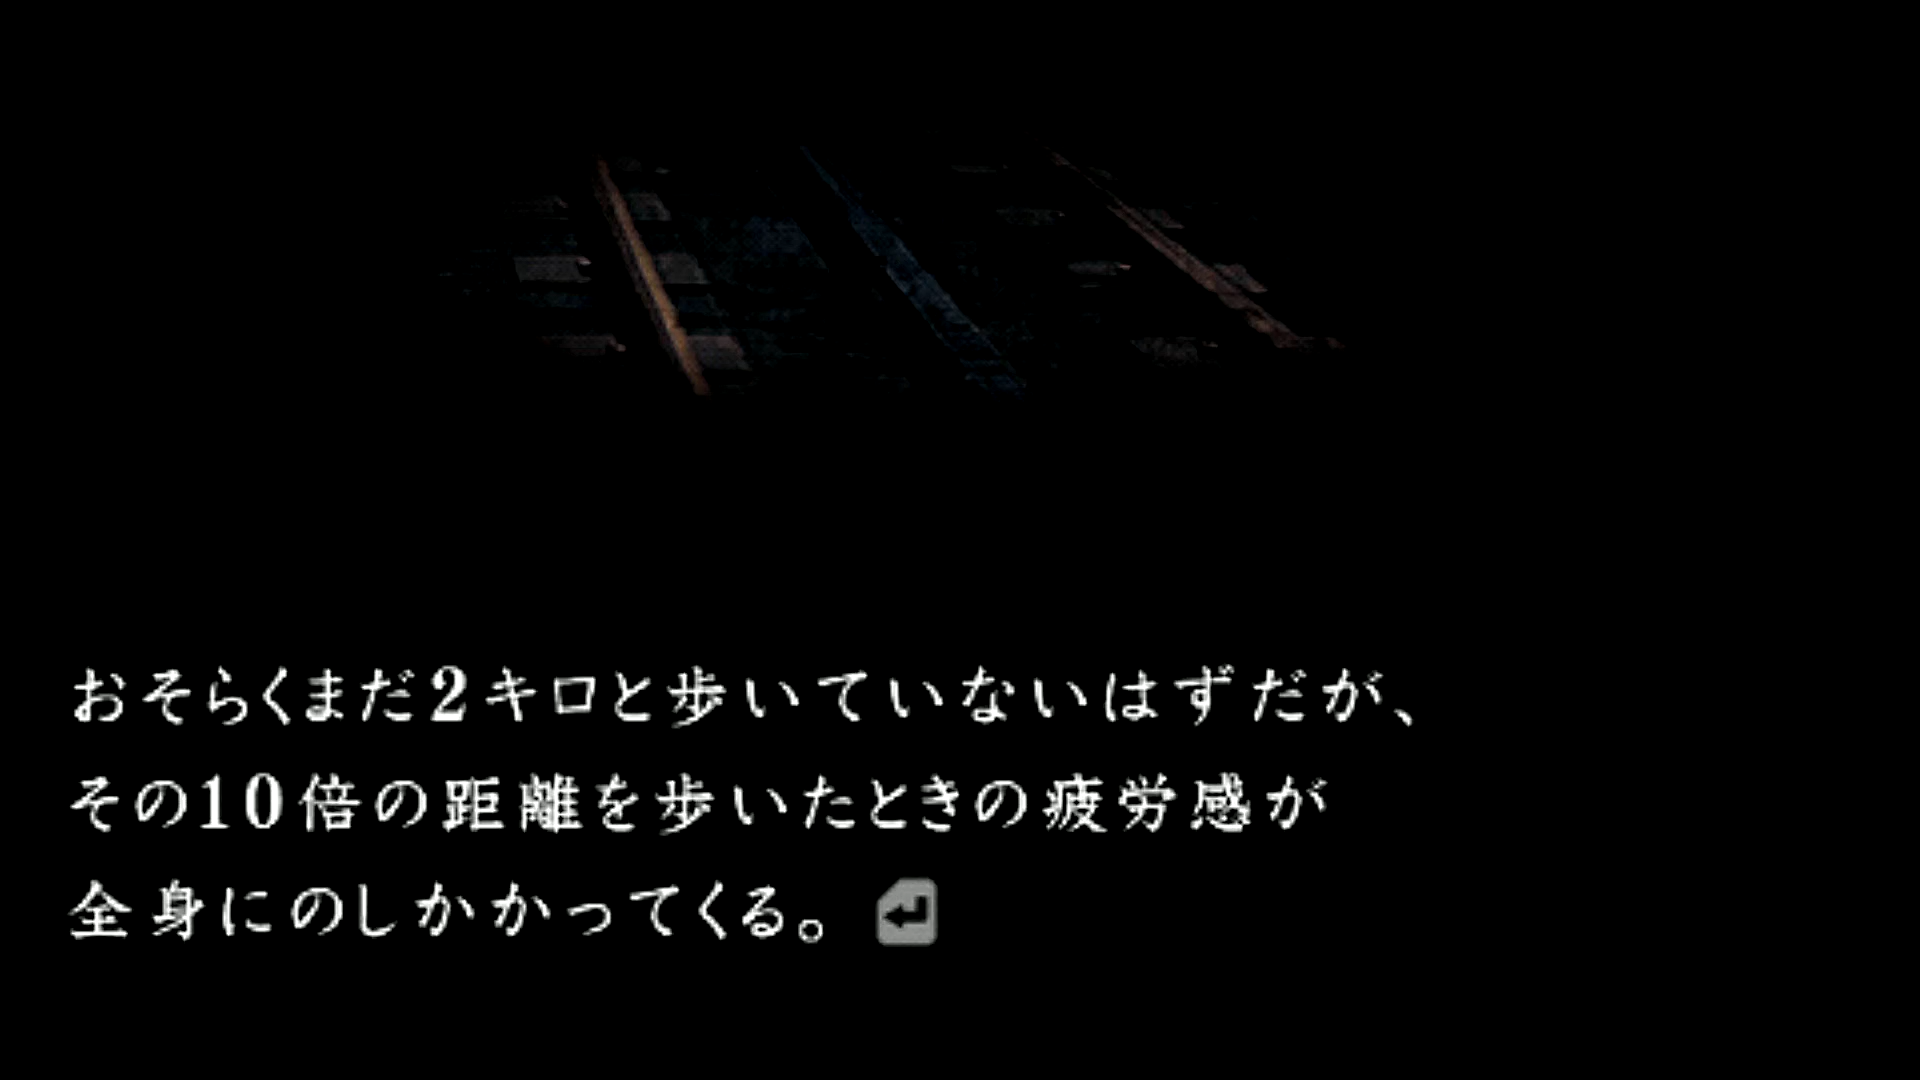 おそらくまだ2キロと歩いていないはずだが、
その10倍の距離を歩いたときの疲労感が
全身にのしかかってくる。